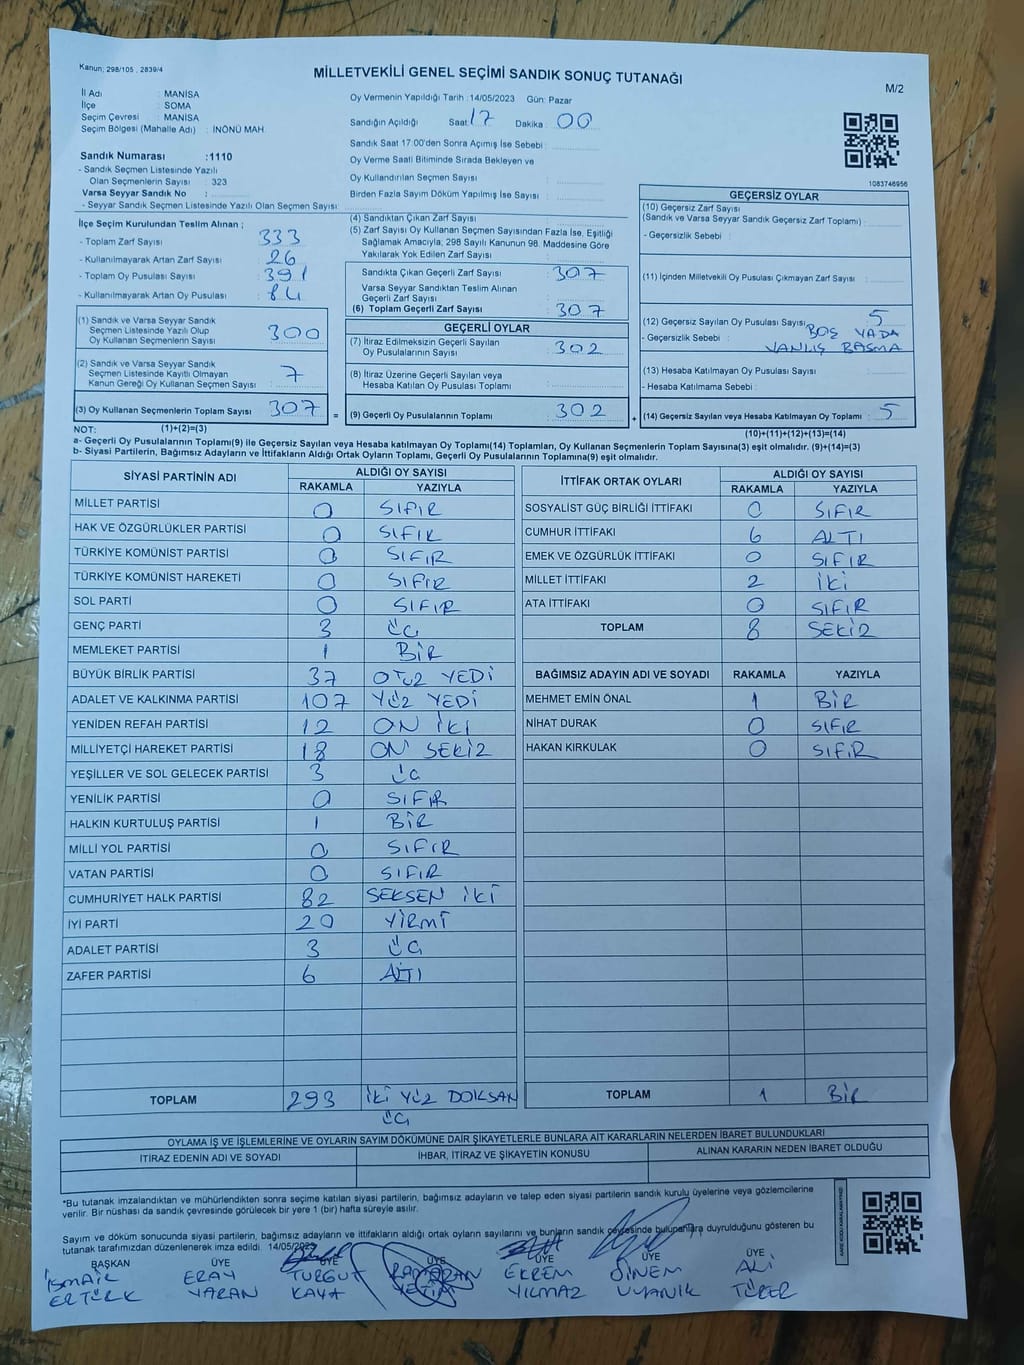 Kanun; 298/105 , 2839/4
MİLLETVEKİLİ GENEL SEÇİMİ SANDIK SONUÇ TUTANAĞI
M/2
İl Adı : MANİSA
İlçe : SOMA
Seçim Çevresi : MANİSA
Seçim Bölgesi (Mahalle Adı) : İNÖNÜ MAH.
Sandık Numarası :1110
- Sandık Seçmen Listesinde Yazılı
Olan Seçmenlerin Sayısı : 323
Varsa Seyyar Sandık No :
- Seyyar Sandık Seçmen Listesinde Yazılı Olan Seçmen Sayısı:
Oy Vermenin Yapıldığı Tarih :14/05/2023 Gün: Pazar
Sandığın Açıldığı Saat 17 Dakika : 00
Sandık Saat 17:00'den Sonra Açımış İse Sebebi :
Oy Verme Saati Bitiminde Sırada Bekleyen ve
Oy Kullandırılan Seçmen Sayısı :
Birden Fazla Sayım Döküm Yapılmış İse Sayısı :
1083746956
İlçe Seçim Kurulundan Teslim Alınan ;
- Toplam Zarf Sayısı : 333
- Kullanılmayarak Artan Zarf Sayısı : 26
- Toplam Oy Pusulası Sayısı : 391
- Kullanılmayarak Artan Oy Pusulası : 84
(1) Sandık ve Varsa Seyyar Sandık
Seçmen Listesinde Yazılı Olup
Oy Kullanan Seçmenlerin Sayısı : 300
(2) Sandık ve Varsa Seyyar Sandık
Seçmen Listesinde Kayıtlı Olmayan
Kanun Gereği Oy Kullanan Seçmen Sayısı : 7
(3) Oy Kullanan Seçmenlerin Toplam Sayısı : 307 =
(4) Sandıktan Çıkan Zarf Sayısı :
(5) Zarf Sayısı Oy Kullanan Seçmen Sayısından Fazla İse, Eşitliği
Sağlamak Amacıyla; 298 Sayılı Kanunun 98. Maddesine Göre
Yakılarak Yok Edilen Zarf Sayısı :
Sandıkta Çıkan Geçerli Zarf Sayısı : 307
Varsa Seyyar Sandıktan Teslim Alınan
Geçerli Zarf Sayısı :
(6) Toplam Geçerli Zarf Sayısı : 307
GEÇERLİ OYLAR
(7) İtiraz Edilmeksizin Geçerli Sayılan
Oy Pusulalarının Sayısı : 302
(8) İtiraz Üzerine Geçerli Sayılan veya
Hesaba Katılan Oy Pusulası Toplamı :
(9) Geçerli Oy Pusulalarının Toplamı : 302 +
GEÇERSİZ OYLAR
(10) Geçersiz Zarf Sayısı
(Sandık ve Varsa Seyyar Sandık Geçersiz Zarf Toplamı) :
- Geçersizlik Sebebi :
(11) İçinden Milletvekili Oy Pusulası Çıkmayan Zarf Sayısı :
(12) Geçersiz Sayılan Oy Pusulası Sayısı : 5
- Geçersizlik Sebebi : BOŞ YADA
YANLIŞ BASMA
(13) Hesaba Katılmayan Oy Pusulası Sayısı :
- Hesaba Katılmama Sebebi :
(14) Geçersiz Sayılan veya Hesaba Katılmayan Oy Toplamı : 5
NOT: (1)+(2)=(3)
(10)+(11)+(12)+(13)=(14)
a- Geçerli Oy Pusulalarının Toplamı(9) ile Geçersiz Sayılan veya Hesaba katılmayan Oy Toplamı(14) Toplamları, Oy Kullanan Seçmenlerin Toplam Sayısına(3) eşit olmalıdır. (9)+(14)=(3)
b- Siyasi Partilerin, Bağımsız Adayların ve İttifakların Aldığı Ortak Oyların Toplamı, Geçerli Oy Pusulalarının Toplamına(9) eşit olmalıdır.
SİYASİ PARTİNİN ADI ALDIĞI OY SAYISI
RAKAMLA YAZIYLA
MİLLET PARTİSİ 0 SIFIR
HAK VE ÖZGÜRLÜKLER PARTİSİ 0 SIFIR
TÜRKİYE KOMÜNİST PARTİSİ 0 SIFIR
TÜRKİYE KOMÜNİST HAREKETİ 0 SIFIR
SOL PARTİ 0 SIFIR
GENÇ PARTİ 3 ÜÇ
MEMLEKET PARTİSİ 1 BİR
BÜYÜK BİRLİK PARTİSİ 37 OTUZ YEDİ
ADALET VE KALKINMA PARTİSİ 107 YÜZ YEDİ
YENİDEN REFAH PARTİSİ 12 ON İKİ
MİLLİYETÇİ HAREKET PARTİSİ 18 ON SEKİZ
YEŞİLLER VE SOL GELECEK PARTİSİ 3 ÜÇ
YENİLİK PARTİSİ 0 SIFIR
HALKIN KURTULUŞ PARTİSİ 1 BİR
MİLLİ YOL PARTİSİ 0 SIFIR
VATAN PARTİSİ 0 SIFIR
CUMHURİYET HALK PARTİSİ 82 SEKSEN İKİ
İYİ PARTİ 20 YİRMİ
ADALET PARTİSİ 3 ÜÇ
ZAFER PARTİSİ 6 ALTI
TOPLAM 293 İKİ YÜZ DOKSAN
ÜÇ
İTTİFAK ORTAK OYLARI ALDIĞI OY SAYISI
RAKAMLA YAZIYLA
SOSYALİST GÜÇ BİRLİĞİ İTTİFAKI 0 SIFIR
CUMHUR İTTİFAKI 6 ALTI
EMEK VE ÖZGÜRLÜK İTTİFAKI 0 SIFIR
MİLLET İTTİFAKI 2 İKİ
ATA İTTİFAKI 0 SIFIR
TOPLAM 8 SEKİZ
BAĞIMSIZ ADAYIN ADI VE SOYADI RAKAMLA YAZIYLA
MEHMET EMİN ÖNAL 1 BİR
NİHAT DURAK 0 SIFIR
HAKAN KIRKULAK 0 SIFIR
TOPLAM 1 BİR
OYLAMA İŞ VE İŞLEMLERİNE VE OYLARIN SAYIM DÖKÜMÜNE DAİR ŞİKAYETLERLE BUNLARA AİT KARARLARIN NELERDEN İBARET BULUNDUKLARI
İTİRAZ EDENİN ADI VE SOYADI İHBAR, İTİRAZ VE ŞİKAYETİN KONUSU ALINAN KARARIN NEDEN İBARET OLDUĞU
*Bu tutanak imzalandıktan ve mühürlendikten sonra seçime katılan siyasi partilerin, bağımsız adayların ve talep eden siyasi partilerin sandık kurulu üyelerine veya gözlemcilerine
verilir. Bir nüshası da sandık çevresinde görülecek bir yere 1 (bir) hafta süreyle asılır.
Sayım ve döküm sonucunda siyasi partilerin, bağımsız adayların ve ittifakların aldığı ortak oyların sayılarını ve bunların sandık çevresinde bulunanlara duyrulduğunu gösteren bu
tutanak tarafımızdan düzenlenerek imza edildi. 14/05/2023
BAŞKAN ÜYE ÜYE ÜYE ÜYE ÜYE ÜYE
İSMAİL ERAY TURGUT RAMAZAN EKREM DİNEM ALİ
ERTÜRK YARAN KAYA YETİM YILMAZ UYANIK TÜRER